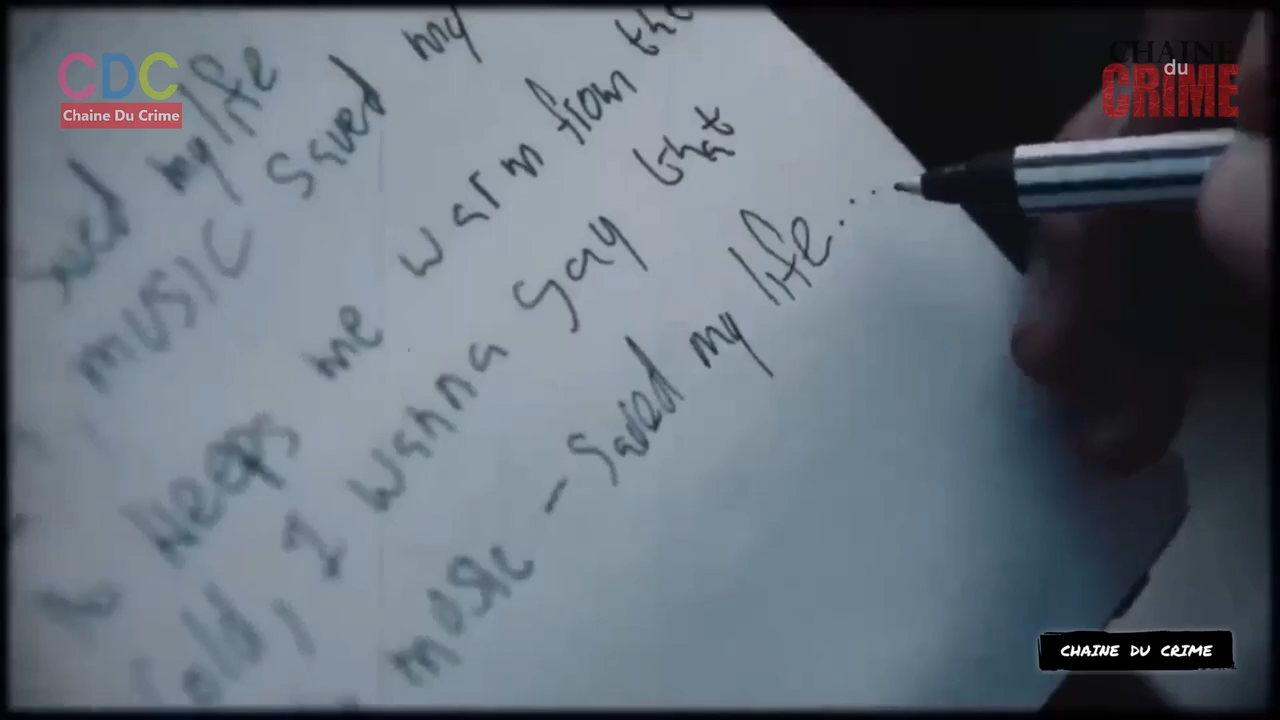 CDC
Chaine Du Crime
CHAINE
du
CRIME
Saved my life
music saved my
keeps me warm from the
cold, I wanna say that
music - saved my life...
CHAINE DU CRIME